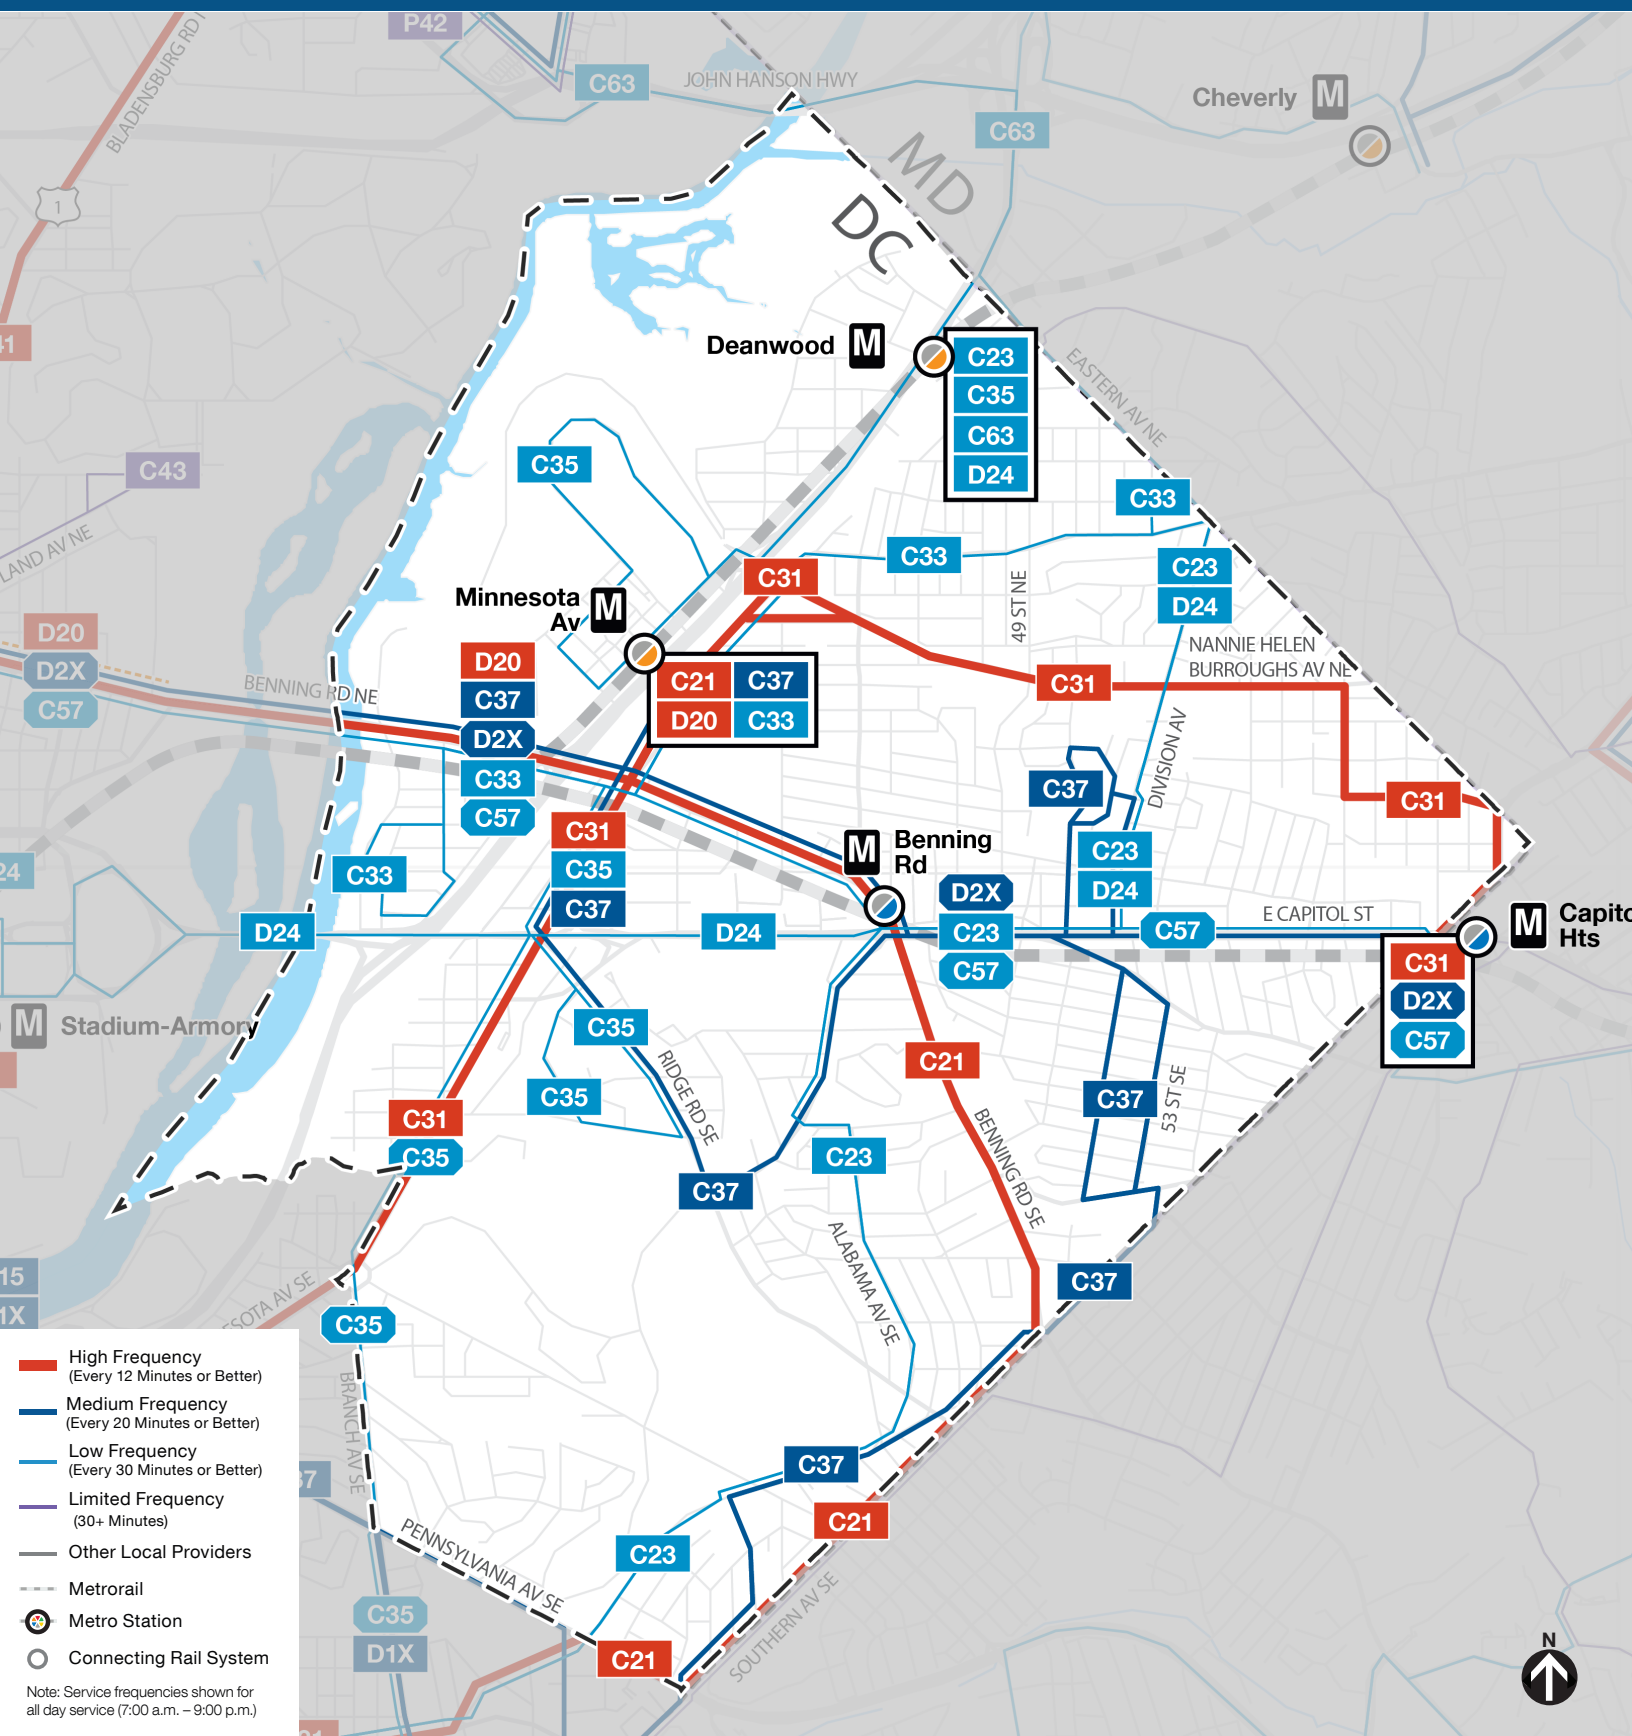 P42
BLADENSBURG RD
C63
JOHN HANSON HWY
C63
Cheverly M
MD
DC
1
Deanwood M
C23
C35
C63
D24
EASTERN AV NE
C43
LAND AV NE
C35
C33
C33
C31
C23
D24
49 ST NE
Minnesota
Av
M
NANNIE HELEN
BURROUGHS AV NE
D20
D2X
C57
BENNING RD NE
D20
C37
D2X
C33
C57
C21 C37
D20 C33
C31
DIVISION AV
C37
C31
C31
C35
C37
M
Benning
Rd
C23
D24
24
C33
D2X
C23
C57
E CAPITOL ST
D24
D24
C57
M
Capito
Hts
C31
D2X
C57
M Stadium-Armory
C35
C35
RIDGE RD SE
C21
C37
53 ST SE
C31
C35
C23
C37
BENNING RD SE
ALABAMA AV SE
C37
15
1X
ESOTA AV SE
C35
BRANCH AV SE
37
C37
C21
C23
PENNSYLVANIA AV SE
C21
SOUTHERN AV SE
C35
D1X
N
High Frequency
(Every 12 Minutes or Better)
Medium Frequency
(Every 20 Minutes or Better)
Low Frequency
(Every 30 Minutes or Better)
Limited Frequency
(30+ Minutes)
Other Local Providers
Metrorail
Metro Station
Connecting Rail System
Note: Service frequencies shown for
all day service (7:00 a.m. – 9:00 p.m.)